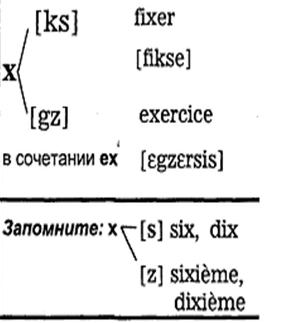 [ks] fixer
[fikse]
x
[gz] exercice
в сочетании ex [ɛgzɛrsis]
Запомните: x [s] six, dix
[z] sixième,
dixième